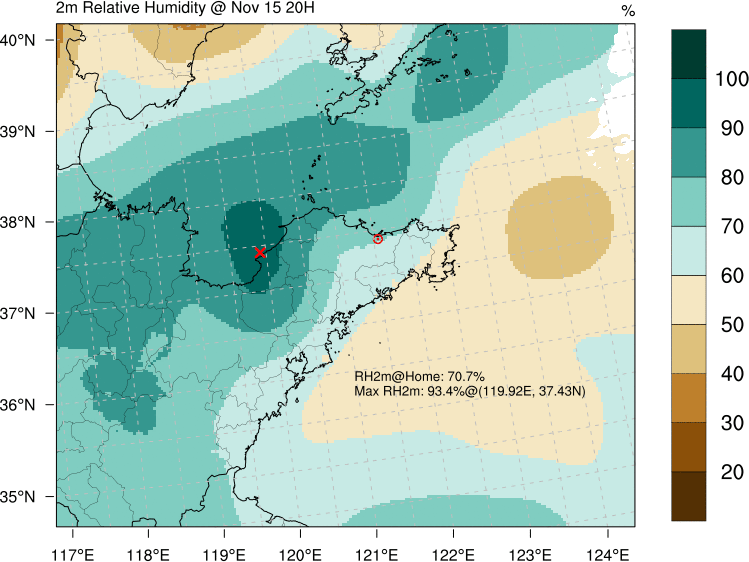 2m Relative Humidity @ Nov 15 20H
%
40°N
39°N
38°N
37°N
36°N
35°N
117°E
118°E
119°E
120°E
121°E
122°E
123°E
124°E
RH2m@Home: 70.7%
Max RH2m: 93.4%@(119.92E, 37.43N)
100
90
80
70
60
50
40
30
20